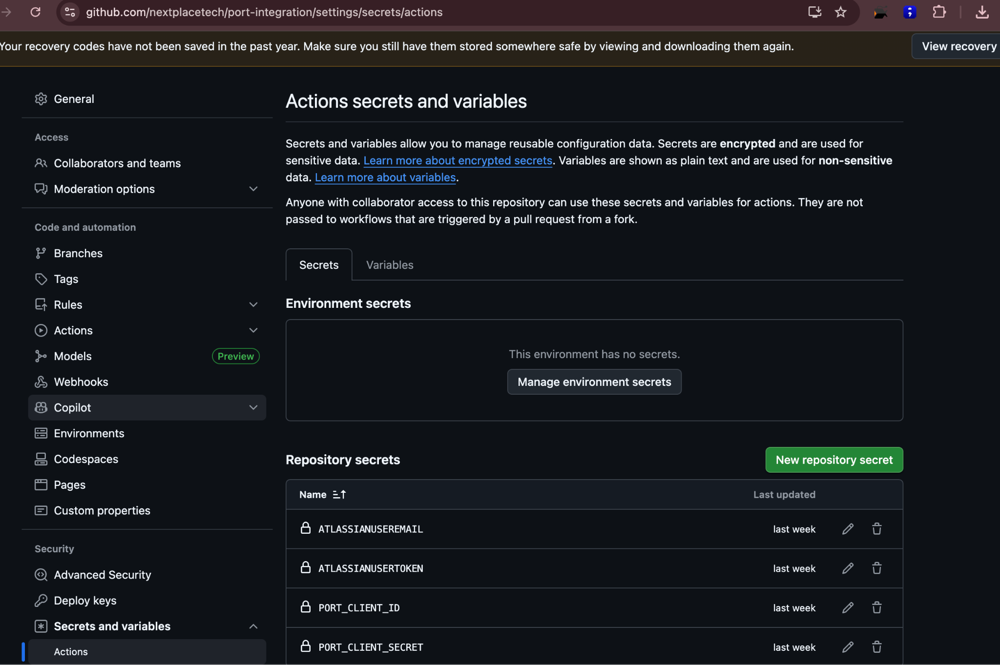 github.com/nextplacetech/port-integration/settings/secrets/actions
Your recovery codes have not been saved in the past year. Make sure you still have them stored somewhere safe by viewing and downloading them again.
View recovery
General
Access
Collaborators and teams
Moderation options
Code and automation
Branches
Tags
Rules
Actions
Models
Preview
Webhooks
Copilot
Environments
Codespaces
Pages
Custom properties
Security
Advanced Security
Deploy keys
Secrets and variables
Actions
Actions secrets and variables
Secrets and variables allow you to manage reusable configuration data. Secrets are encrypted and are used for
sensitive data. Learn more about encrypted secrets. Variables are shown as plain text and are used for non-sensitive
data. Learn more about variables.
Anyone with collaborator access to this repository can use these secrets and variables for actions. They are not
passed to workflows that are triggered by a pull request from a fork.
Secrets
Variables
Environment secrets
This environment has no secrets.
Manage environment secrets
Repository secrets
New repository secret
Name
Last updated
ATLASSIANUSEREMAIL
last week
ATLASSIANUSERTOKEN
last week
PORT_CLIENT_ID
last week
PORT_CLIENT_SECRET
last week